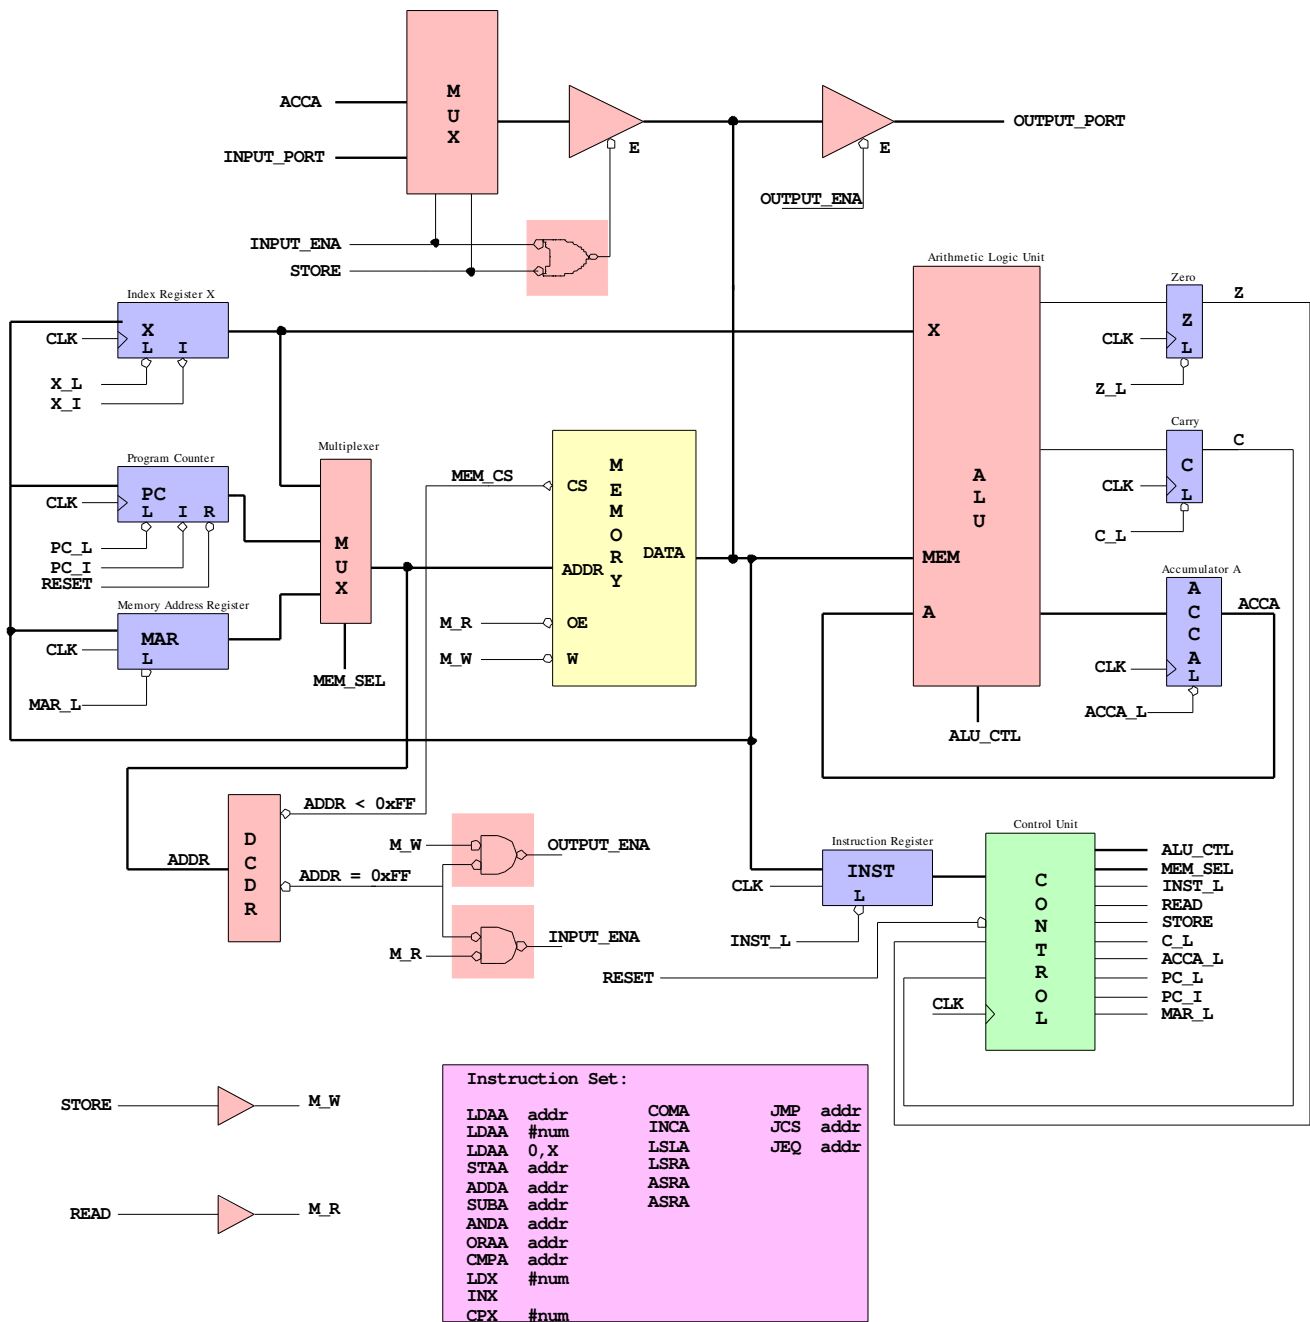 M
U
X
ACCA
INPUT_PORT
E
OUTPUT_PORT
E
OUTPUT_ENA
INPUT_ENA
STORE
Index Register X
X
L I
CLK
X_L
X_I
Program Counter
PC
L I R
CLK
PC_L
PC_I
RESET
Memory Address Register
MAR
L
CLK
MAR_L
Multiplexer
M
U
X
MEM_SEL
MEM_CS
M
E
M
O
R
Y
CS
DATA
ADDR
OE
W
M_R
M_W
Arithmetic Logic Unit
X
A
L
U
MEM
A
ALU_CTL
Zero
Z
L
Z
CLK
Z_L
Carry
C
L
C
CLK
C_L
Accumulator A
A
C
C
A
L
ACCA
CLK
ACCA_L
D
C
D
R
ADDR
ADDR < 0xFF
ADDR = 0xFF
M_W
OUTPUT_ENA
M_R
INPUT_ENA
Instruction Register
INST
L
CLK
INST_L
RESET
CLK
Control Unit
C
O
N
T
R
O
L
ALU_CTL
MEM_SEL
INST_L
READ
STORE
C_L
ACCA_L
PC_L
PC_I
MAR_L
STORE
M_W
READ
M_R
Instruction Set:
LDAA addr
LDAA #num
LDAA 0,X
STAA addr
ADDA addr
SUBA addr
ANDA addr
ORAA addr
CMPA addr
LDX #num
INX
CPX #num
COMA
INCA
LSLA
LSRA
ASRA
ASRA
JMP addr
JCS addr
JEQ addr